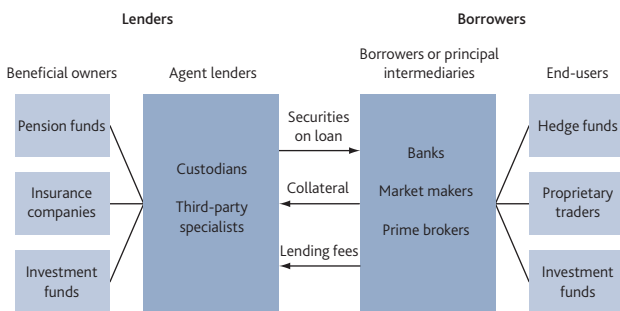 Lenders
Borrowers
Beneficial owners
Agent lenders
Borrowers or principal
intermediaries
End-users
Pension funds
Insurance
companies
Investment
funds
Custodians
Third-party
specialists
Securities
on loan
Collateral
Lending fees
Banks
Market makers
Prime brokers
Hedge funds
Proprietary
traders
Investment
funds